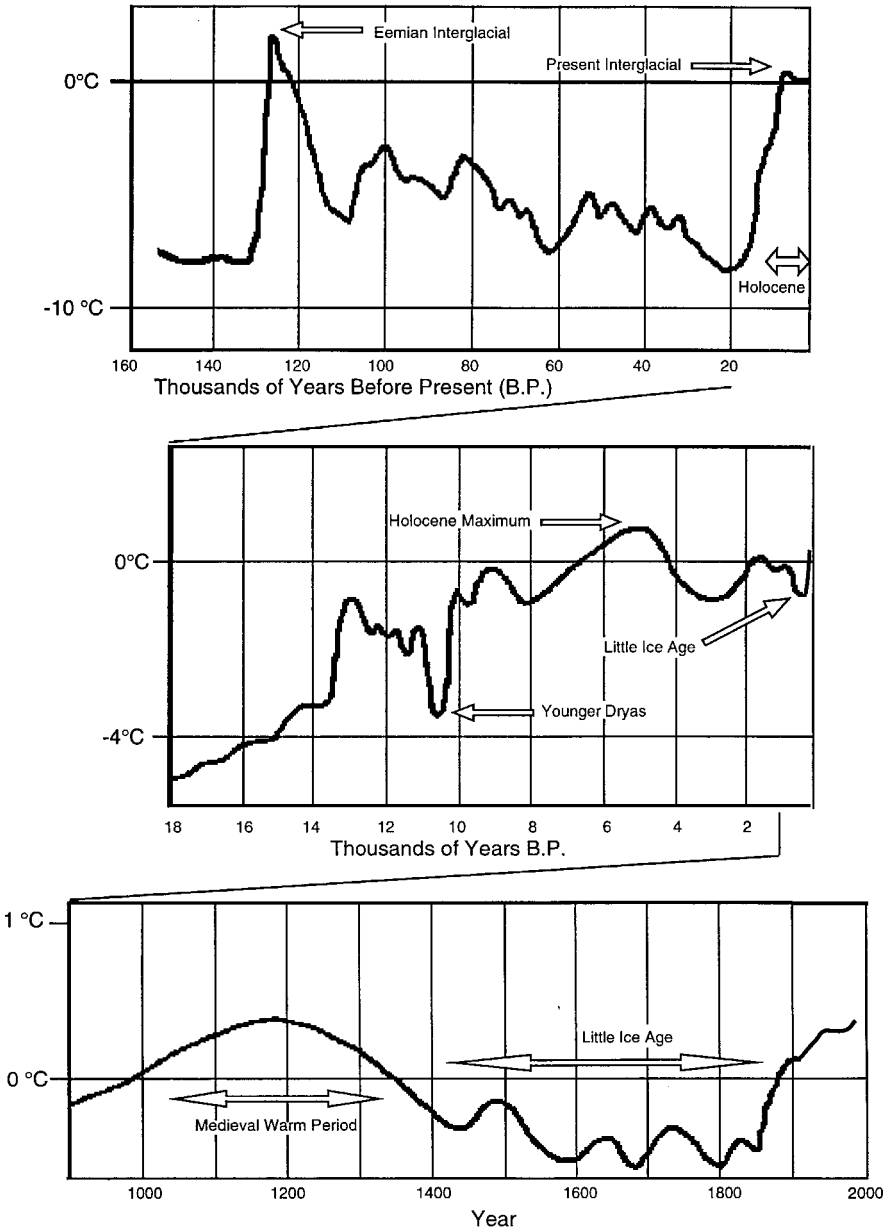 Eemian Interglacial
Present Interglacial
0°C
Holocene
-10 °C
160 140 120 100 80 60 40 20
Thousands of Years Before Present (B.P.)
Holocene Maximum
0°C
Little Ice Age
Younger Dryas
-4°C
18 16 14 12 10 8 6 4 2
Thousands of Years B.P.
1 °C
Little Ice Age
0 °C
Medieval Warm Period
1000 1200 1400 1600 1800 2000
Year